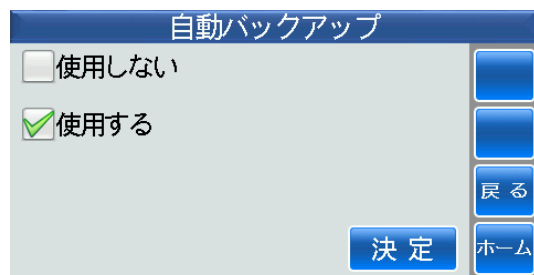 自動バックアップ
使用しない
使用する
戻る
決定
ホーム